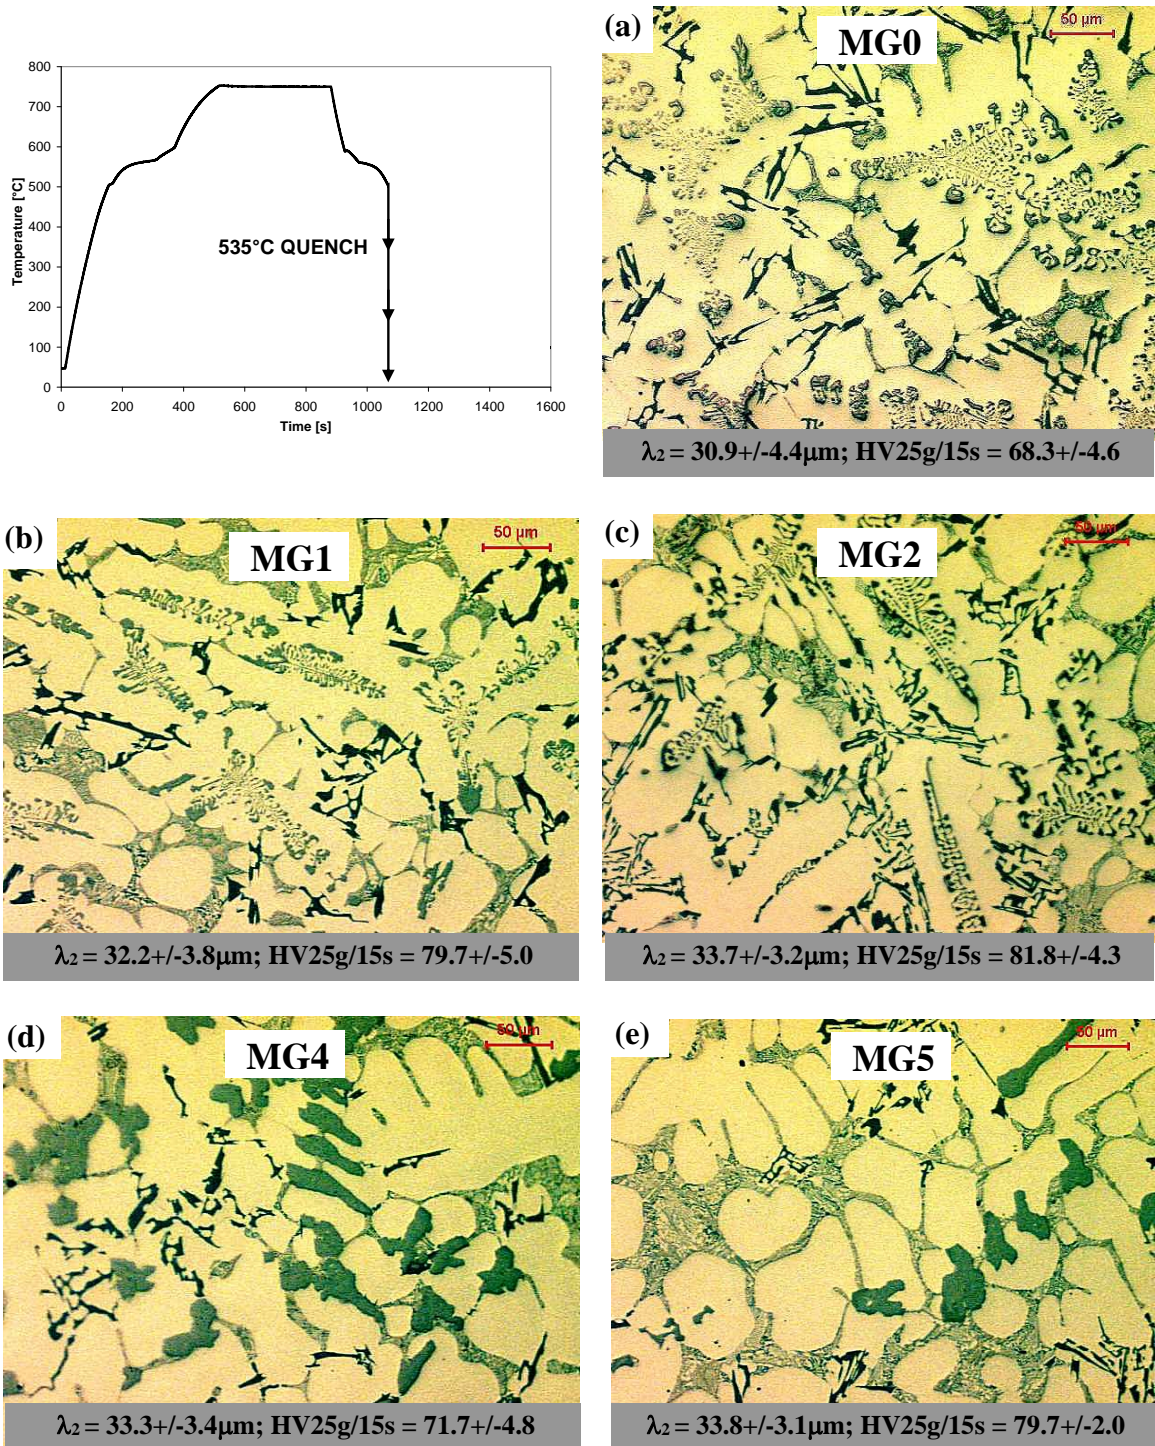 800
700
600
500
400
300
200
100
0
Temperature [°C]
535°C QUENCH
0 200 400 600 800 1000 1200 1400 1600
Time [s]
(a)
MG0
50 µm
λ2 = 30.9+/-4.4µm; HV25g/15s = 68.3+/-4.6
(b)
MG1
50 µm
λ2 = 32.2+/-3.8µm; HV25g/15s = 79.7+/-5.0
(c)
MG2
50 µm
λ2 = 33.7+/-3.2µm; HV25g/15s = 81.8+/-4.3
(d)
MG4
50 µm
λ2 = 33.3+/-3.4µm; HV25g/15s = 71.7+/-4.8
(e)
MG5
50 µm
λ2 = 33.8+/-3.1µm; HV25g/15s = 79.7+/-2.0